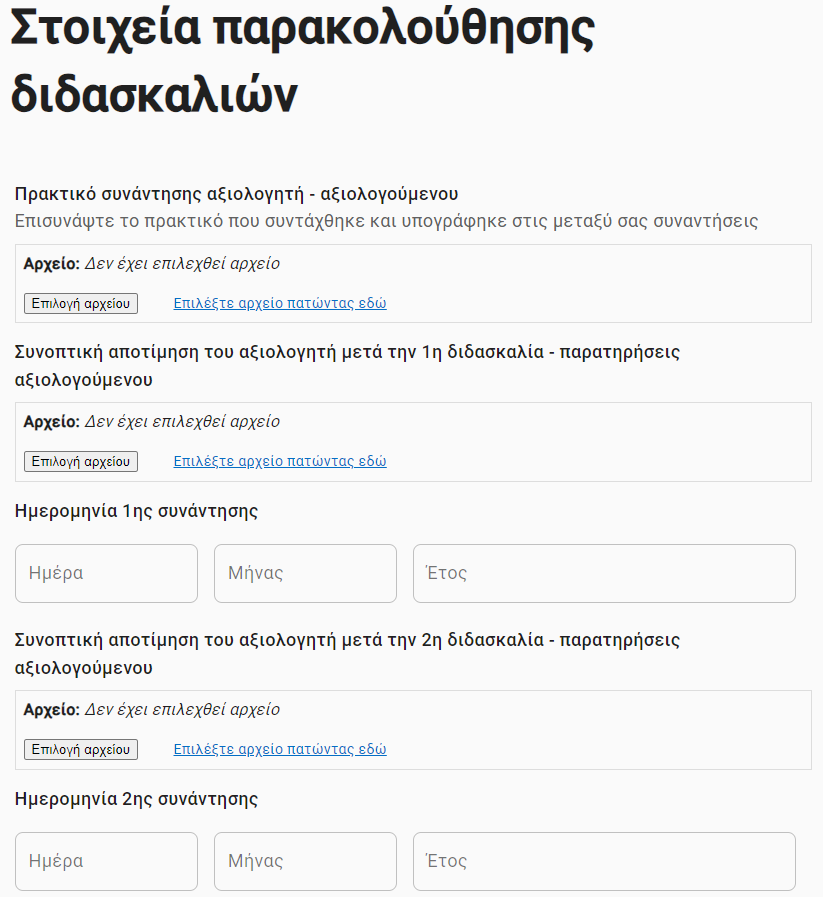 Στοιχεία παρακολούθησης
διδασκαλιών
Πρακτικό συνάντησης αξιολογητή - αξιολογούμενου
Επισυνάψτε το πρακτικό που συντάχθηκε και υπογράφηκε στις μεταξύ σας συναντήσεις
Αρχείο: Δεν έχει επιλεχθεί αρχείο
Επιλογή αρχείου Επιλέξτε αρχείο πατώντας εδώ
Συνοπτική αποτίμηση του αξιολογητή μετά την 1η διδασκαλία - παρατηρήσεις
αξιολογούμενου
Αρχείο: Δεν έχει επιλεχθεί αρχείο
Επιλογή αρχείου Επιλέξτε αρχείο πατώντας εδώ
Ημερομηνία 1ης συνάντησης
Ημέρα Μήνας Έτος
Συνοπτική αποτίμηση του αξιολογητή μετά την 2η διδασκαλία - παρατηρήσεις
αξιολογούμενου
Αρχείο: Δεν έχει επιλεχθεί αρχείο
Επιλογή αρχείου Επιλέξτε αρχείο πατώντας εδώ
Ημερομηνία 2ης συνάντησης
Ημέρα Μήνας Έτος